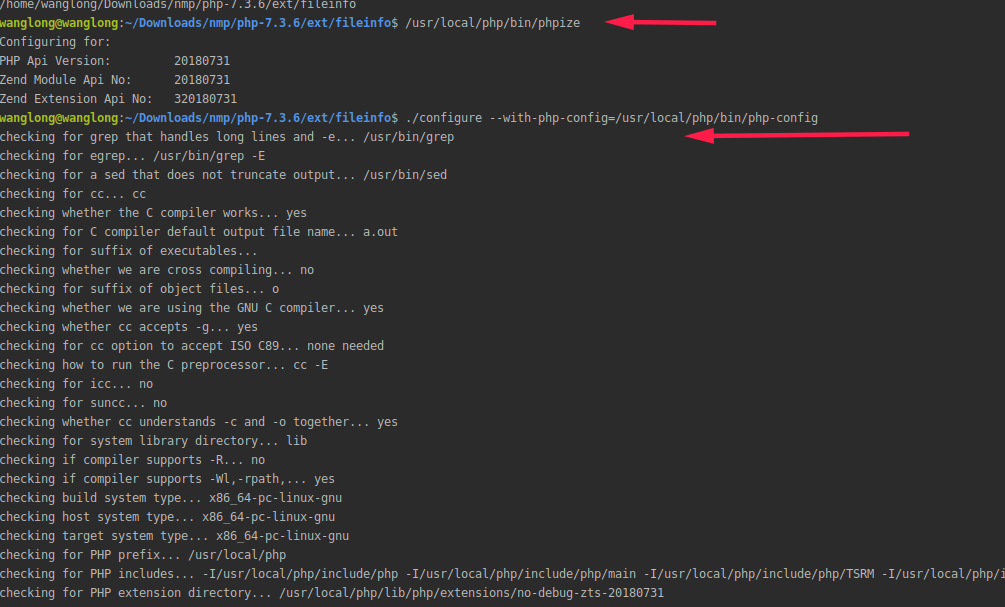 /home/wanglong/Downloads/nmp/php-7.3.6/ext/fileinfo
wanglong@wanglong:~/Downloads/nmp/php-7.3.6/ext/fileinfo$ /usr/local/php/bin/phpize
Configuring for:
PHP Api Version:         20180731
Zend Module Api No:      20180731
Zend Extension Api No:   320180731
wanglong@wanglong:~/Downloads/nmp/php-7.3.6/ext/fileinfo$ ./configure --with-php-config=/usr/local/php/bin/php-config
checking for grep that handles long lines and -e... /usr/bin/grep
checking for egrep... /usr/bin/grep -E
checking for a sed that does not truncate output... /usr/bin/sed
checking for cc... cc
checking whether the C compiler works... yes
checking for C compiler default output file name... a.out
checking for suffix of executables...
checking whether we are cross compiling... no
checking for suffix of object files... o
checking whether we are using the GNU C compiler... yes
checking whether cc accepts -g... yes
checking for cc option to accept ISO C89... none needed
checking how to run the C preprocessor... cc -E
checking for icc... no
checking for suncc... no
checking whether cc understands -c and -o together... yes
checking for system library directory... lib
checking if compiler supports -R... no
checking if compiler supports -Wl,-rpath,... yes
checking build system type... x86_64-pc-linux-gnu
checking host system type... x86_64-pc-linux-gnu
checking target system type... x86_64-pc-linux-gnu
checking for PHP prefix... /usr/local/php
checking for PHP includes... -I/usr/local/php/include/php -I/usr/local/php/include/php/main -I/usr/local/php/include/php/TSRM -I/usr/local/php/i
checking for PHP extension directory... /usr/local/php/lib/php/extensions/no-debug-zts-20180731